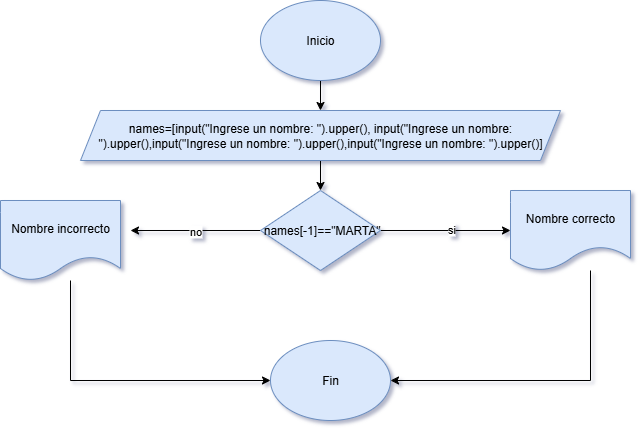 Inicio
names=[input("Ingrese un nombre: ").upper(), input("Ingrese un nombre:
").upper(),input("Ingrese un nombre: ").upper(),input("Ingrese un nombre: ").upper()]
Nombre incorrecto
no
names[-1]=="MARTA"
si
Nombre correcto
Fin